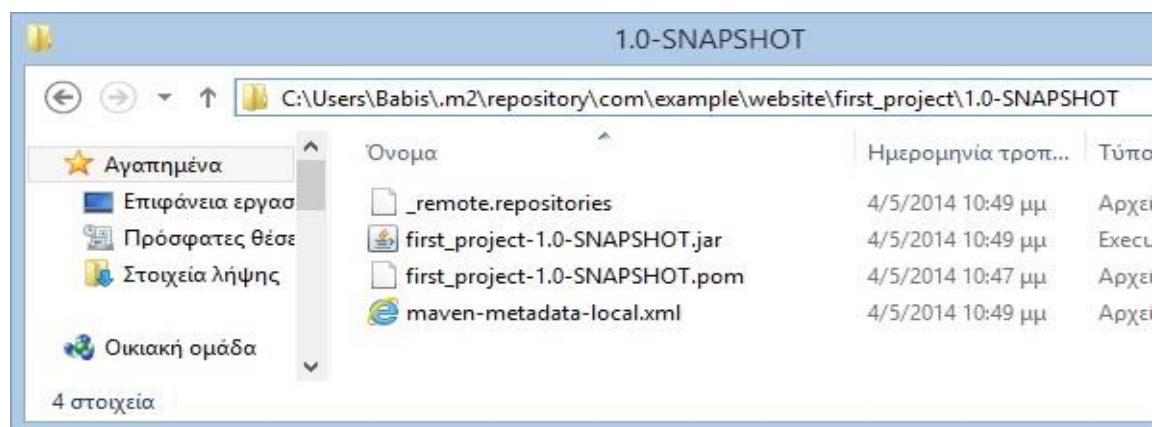 1.0-SNAPSHOT
C:\Users\Babis\.m2\repository\com\example\website\first_project\1.0-SNAPSHOT
Αγαπημένα
Επιφάνεια εργασ
Πρόσφατες θέσε
Στοιχεία λήψης
Οικιακή ομάδα
Όνομα Ημερομηνία τροπ... Τύπο
_remote.repositories 4/5/2014 10:49 μμ Αρχεί
first_project-1.0-SNAPSHOT.jar 4/5/2014 10:49 μμ Execu
first_project-1.0-SNAPSHOT.pom 4/5/2014 10:47 μμ Αρχεί
maven-metadata-local.xml 4/5/2014 10:49 μμ Αρχεί
4 στοιχεία